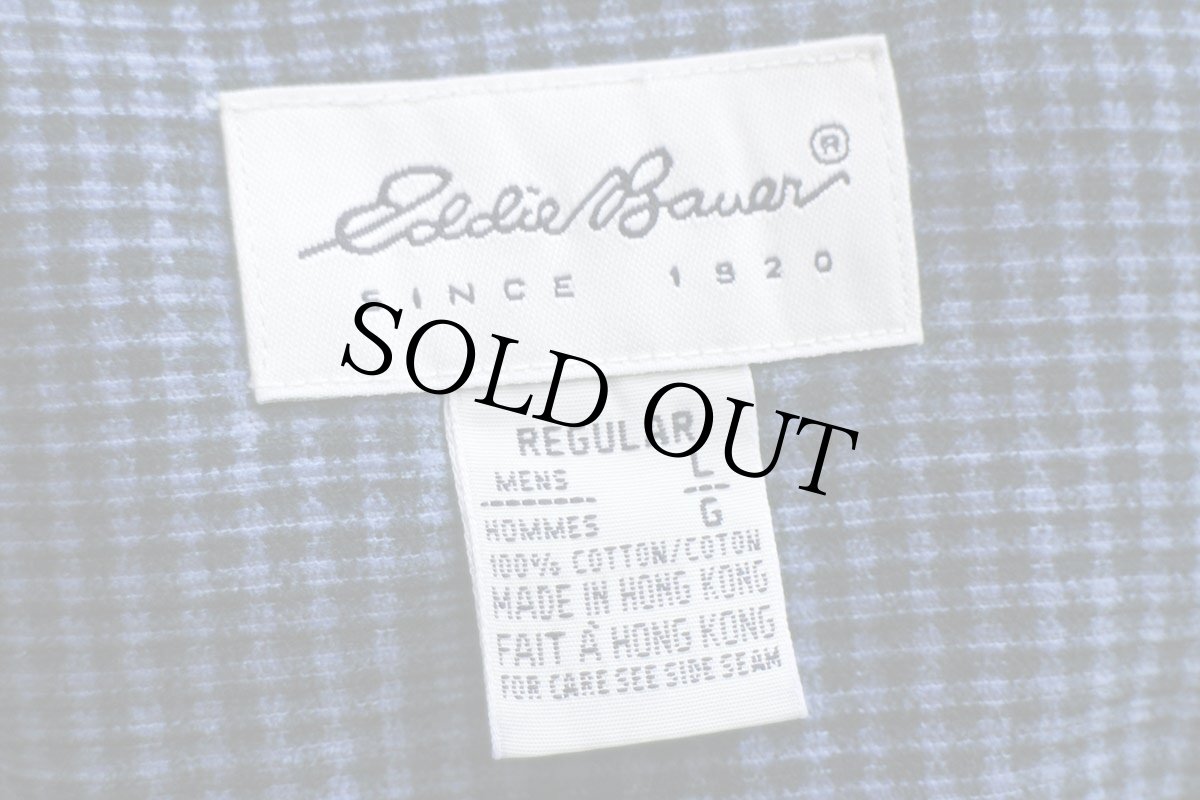 Eddie Bauer®
SINCE 1920
SOLD OUT
REGULAR
MENS L
HOMMES G
100% COTTON/COTON
MADE IN HONG KONG
FAIT À HONG KONG
FOR CARE SEE SIDE SEAM